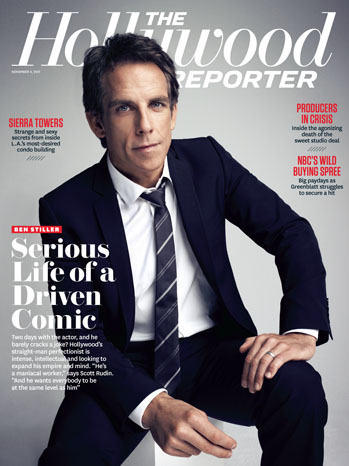 THE
Hollywood
REPORTER
NOVEMBER 4, 2011
SIERRA TOWERS
Strange and sexy
secrets from inside
L.A.'s most-desired
condo building
PRODUCERS
IN CRISIS
Inside the agonizing
death of the
sweet studio deal
NBC'S WILD
BUYING SPREE
Big paydays as
Greenblatt struggles
to secure a hit
BEN STILLER
Serious
Life of a
Driven
Comic
Two days with the actor, and he
barely cracks a joke? Hollywood's
straight-man perfectionist is
intense, intellectual and looking to
expand his empire and mind. "He's
a maniacal worker," says Scott Rudin.
"And he wants everybody to be
at the same level as him"